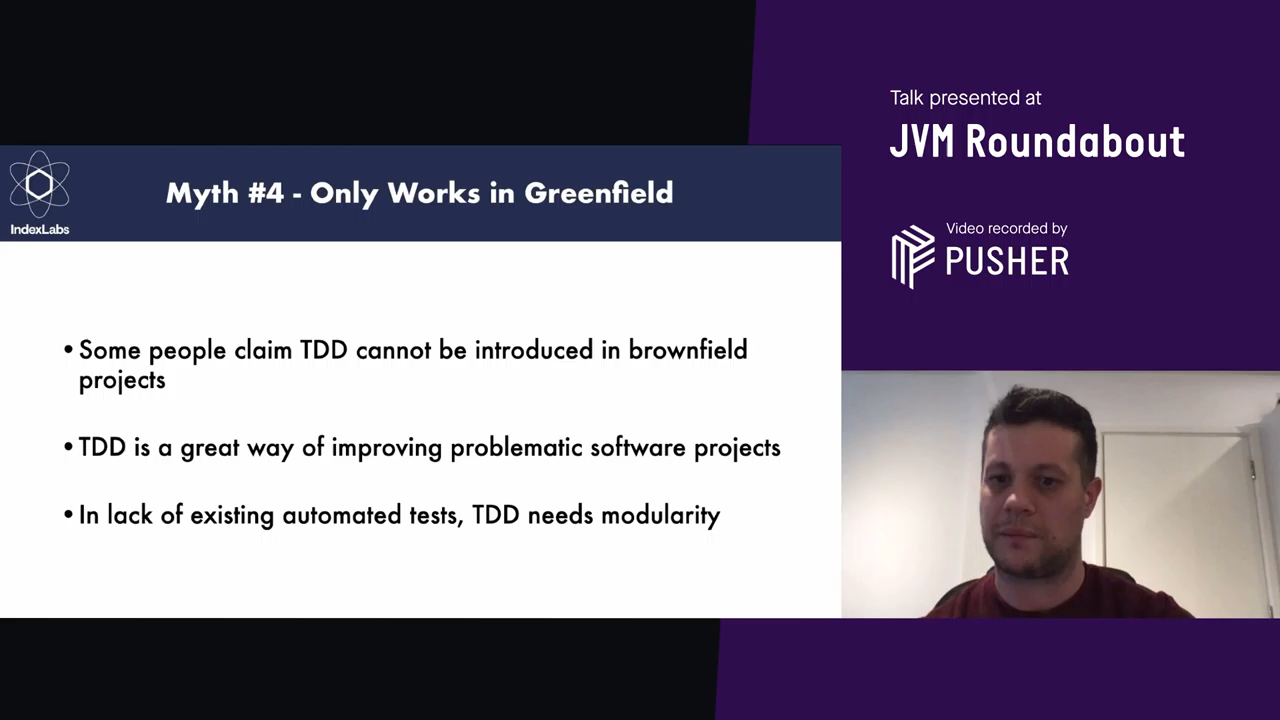 Talk presented at
JVM Roundabout
Video recorded by
PUSHER
IndexLabs
Myth #4 - Only Works in Greenfield
•Some people claim TDD cannot be introduced in brownfield
projects
•TDD is a great way of improving problematic software projects
•In lack of existing automated tests, TDD needs modularity